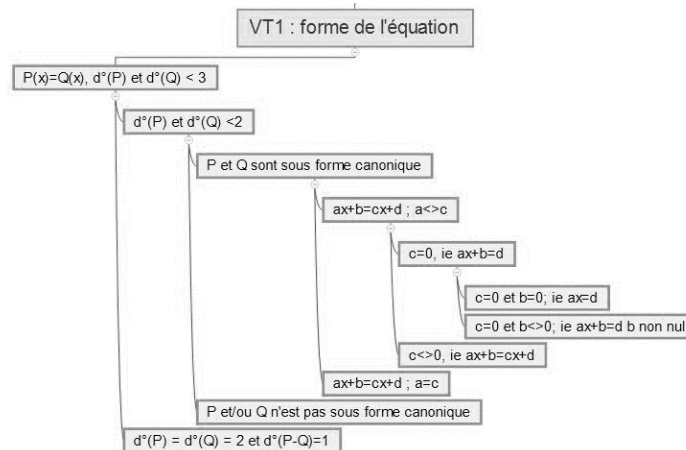 VT1 : forme de l'équation
P(x)=Q(x), d°(P) et d°(Q) < 3
d°(P) et d°(Q) <2
P et Q sont sous forme canonique
ax+b=cx+d ; a<>c
c=0, ie ax+b=d
c=0 et b=0; ie ax=d
c=0 et b<>0; ie ax+b=d b non nul
c<>0, ie ax+b=cx+d
ax+b=cx+d ; a=c
P et/ou Q n'est pas sous forme canonique
d°(P) = d°(Q) = 2 et d°(P-Q)=1